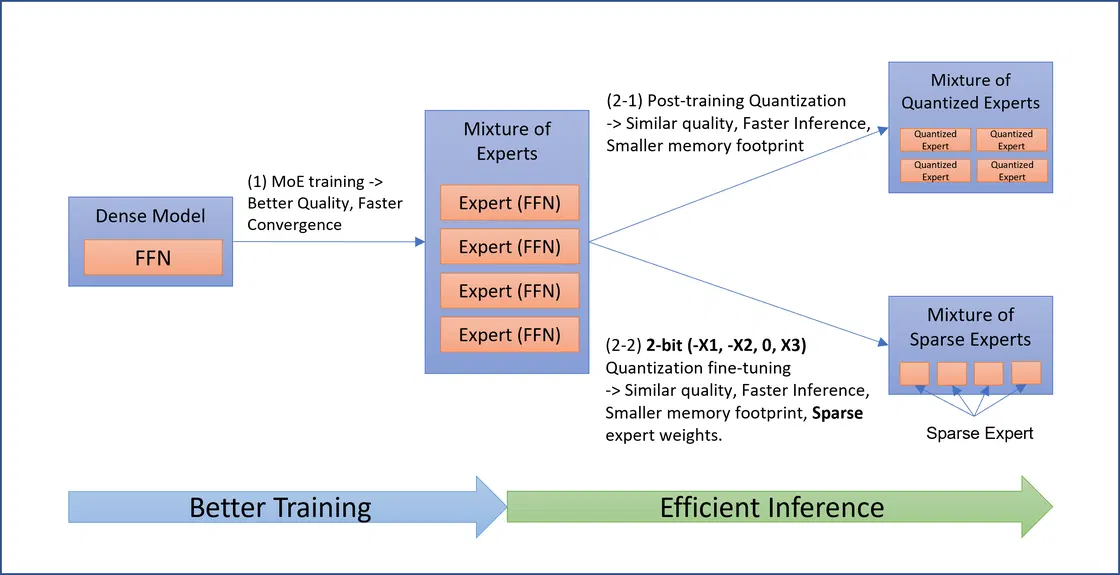 Dense Model
FFN
(1) MoE training ->
Better Quality, Faster
Convergence
Mixture of
Experts
Expert (FFN)
Expert (FFN)
Expert (FFN)
Expert (FFN)
(2-1) Post-training Quantization
-> Similar quality, Faster Inference,
Smaller memory footprint
Mixture of
Quantized Experts
Quantized
Expert
Quantized
Expert
Quantized
Expert
Quantized
Expert
(2-2) 2-bit (-X1, -X2, 0, X3)
Quantization fine-tuning
-> Similar quality, Faster Inference,
Smaller memory footprint, Sparse
expert weights.
Mixture of
Sparse Experts
Sparse Expert
Better Training
Efficient Inference